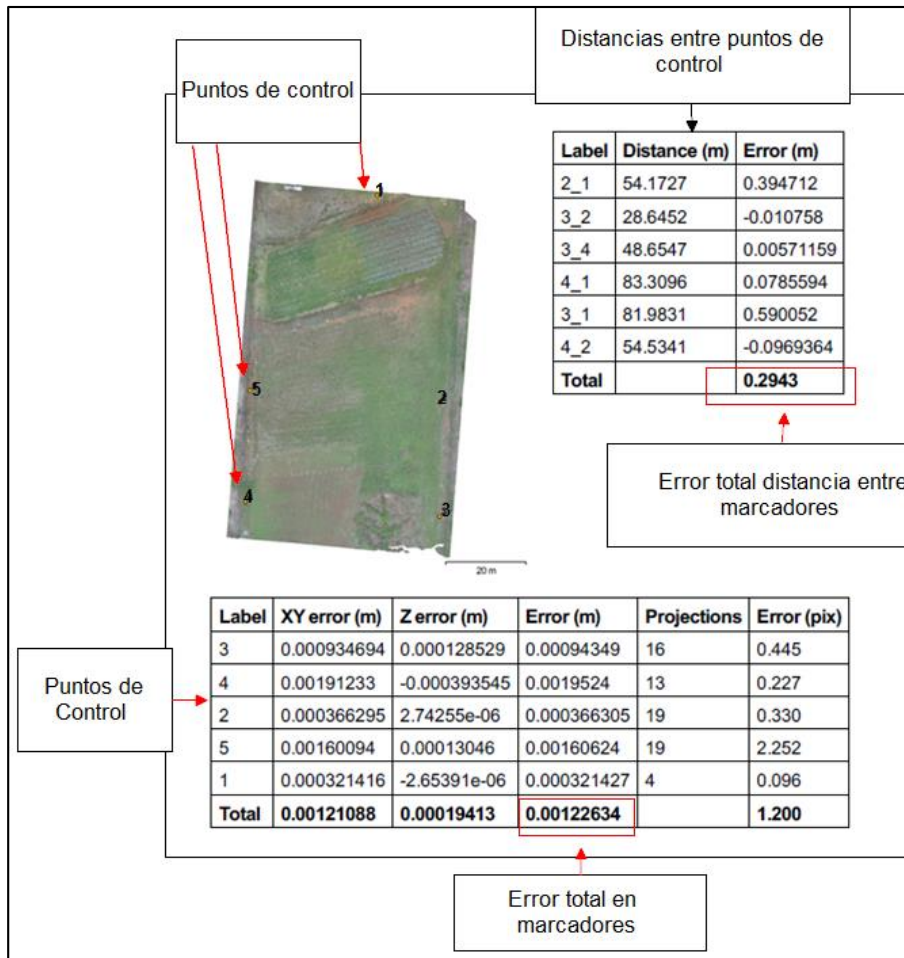 Puntos de control
Distancias entre puntos de
control
Label Distance (m) Error (m)
2_1 54.1727 0.394712
3_2 28.6452 -0.010758
3_4 48.6547 0.00571159
4_1 83.3096 0.0785594
3_1 81.9831 0.590052
4_2 54.5341 -0.0969364
Total 0.2943
Error total distancia entre
marcadores
1
5
2
4
3
20 m
Puntos de
Control
Label XY error (m) Z error (m) Error (m) Projections Error (pix)
3 0.000934694 0.000128529 0.00094349 16 0.445
4 0.00191233 -0.000393545 0.0019524 13 0.227
2 0.000366295 2.74255e-06 0.000366305 19 0.330
5 0.00160094 0.00013046 0.00160624 19 2.252
1 0.000321416 -2.65391e-06 0.000321427 4 0.096
Total 0.00121088 0.00019413 0.00122634 1.200
Error total en
marcadores